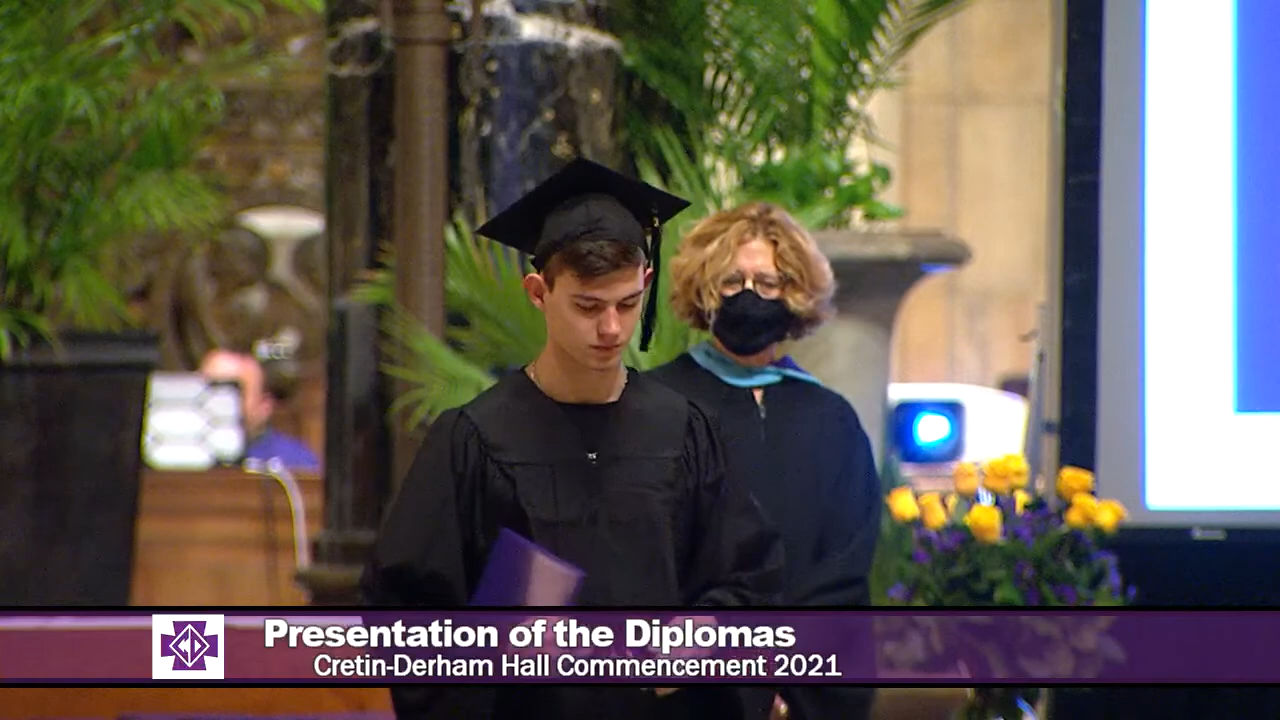 Presentation of the Diplomas
Cretin-Derham Hall Commencement 2021